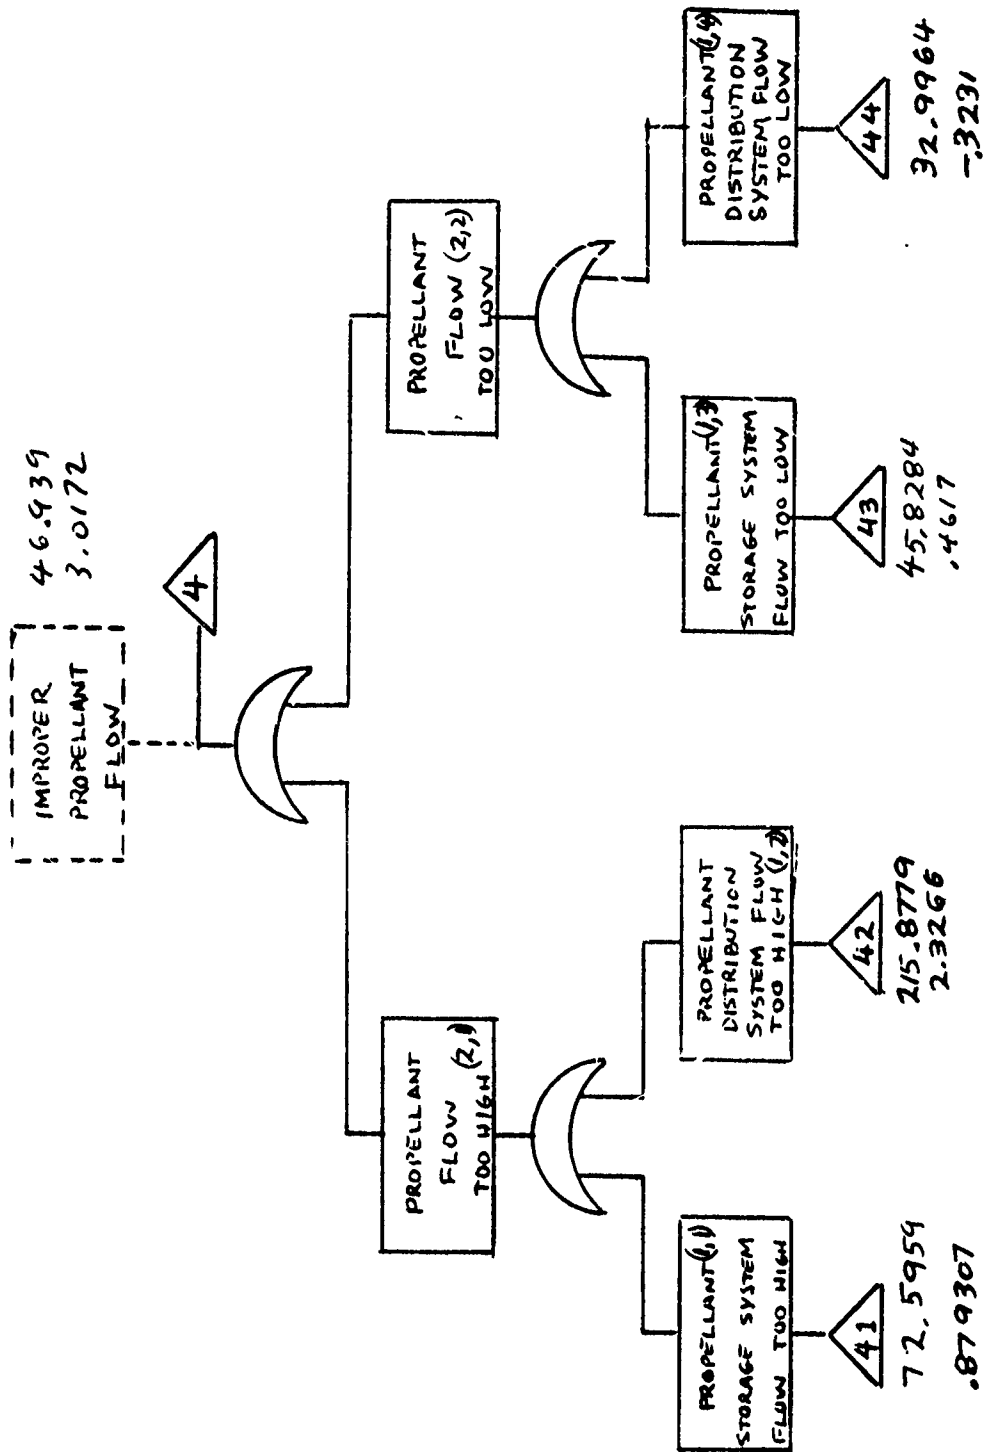 IMPROPER
PROPELLANT
FLOW
46.939
3.0172
4
PROPELLANT
FLOW (2,1)
TOO HIGH
PROPELLANT
FLOW (2,2)
TOO LOW
PROPELLANT (1,1)
STORAGE SYSTEM
FLOW TOO HIGH
41
72.5959
.879307
PROPELLANT
DISTRIBUTION
SYSTEM FLOW
TOO HIGH (1,2)
42
215.8779
2.3266
PROPELLANT (1,3)
STORAGE SYSTEM
FLOW TOO LOW
43
45.8284
.4617
PROPELLANT (1,4)
DISTRIBUTION
SYSTEM FLOW
TOO LOW
44
32.9964
-.3231